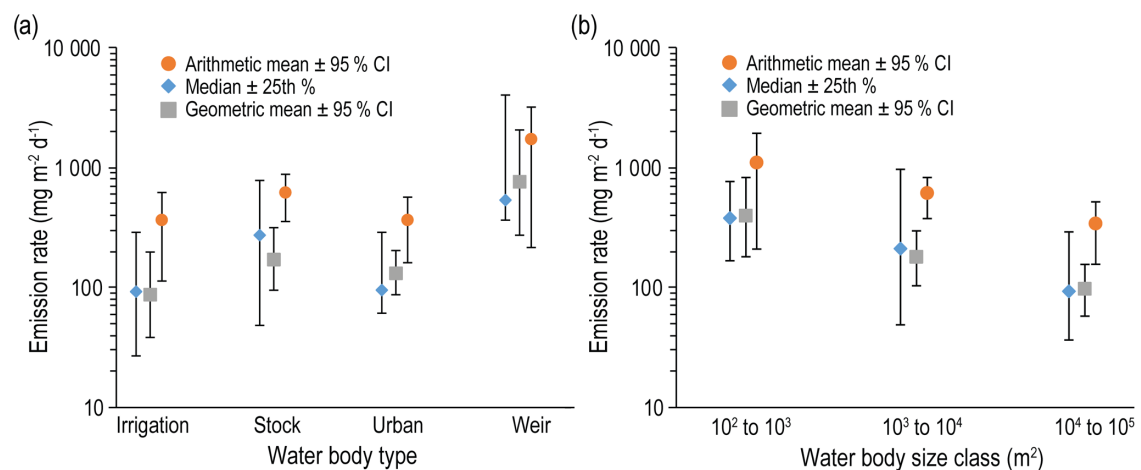 (a)
10 000
1 000
100
10
Emission rate (mg m⁻² d⁻¹)
Arithmetic mean ± 95 % CI
Median ± 25th %
Geometric mean ± 95 % CI
Irrigation
Stock
Urban
Weir
Water body type
(b)
10 000
1 000
100
10
Emission rate (mg m⁻² d⁻¹)
Arithmetic mean ± 95 % CI
Median ± 25th %
Geometric mean ± 95 % CI
10² to 10³
10³ to 10⁴
10⁴ to 10⁵
Water body size class (m²)